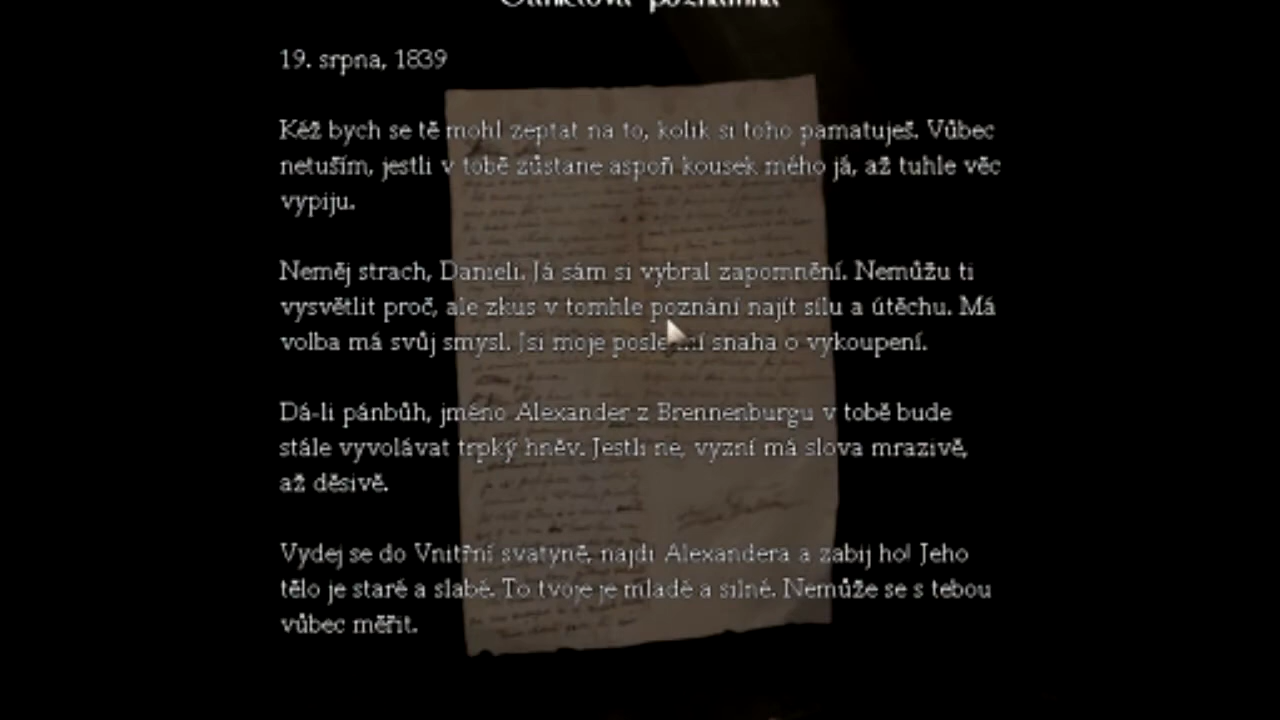 poznámka
19. srpna, 1839
Kéž bych se tě mohl zeptat na to, kolik si toho pamatuješ. Vůbec
netuším, jestli v tobě zůstane aspoň kousek mého já, až tuhle věc
vypiju.
Neměj strach, Danieli. Já sám si vybral zapomnění. Nemůžu ti
vysvětlit proč, ale zkus v tomhle poznání najít sílu a útěchu. Má
volba má svůj smysl. Jsi moje poslední snaha o vykoupení.
Dá-li pánbůh, jméno Alexander z Brennenburgu v tobě bude
stále vyvolávat trpký hněv. Jestli ne, vyzní má slova mrazivě,
až děsivě.
Vydej se do Vnitřní svatyně, najdi Alexandera a zabij ho! Jeho
tělo je staré a slabé. To tvoje je mladé a silné. Nemůže se s tebou
vůbec měřit.